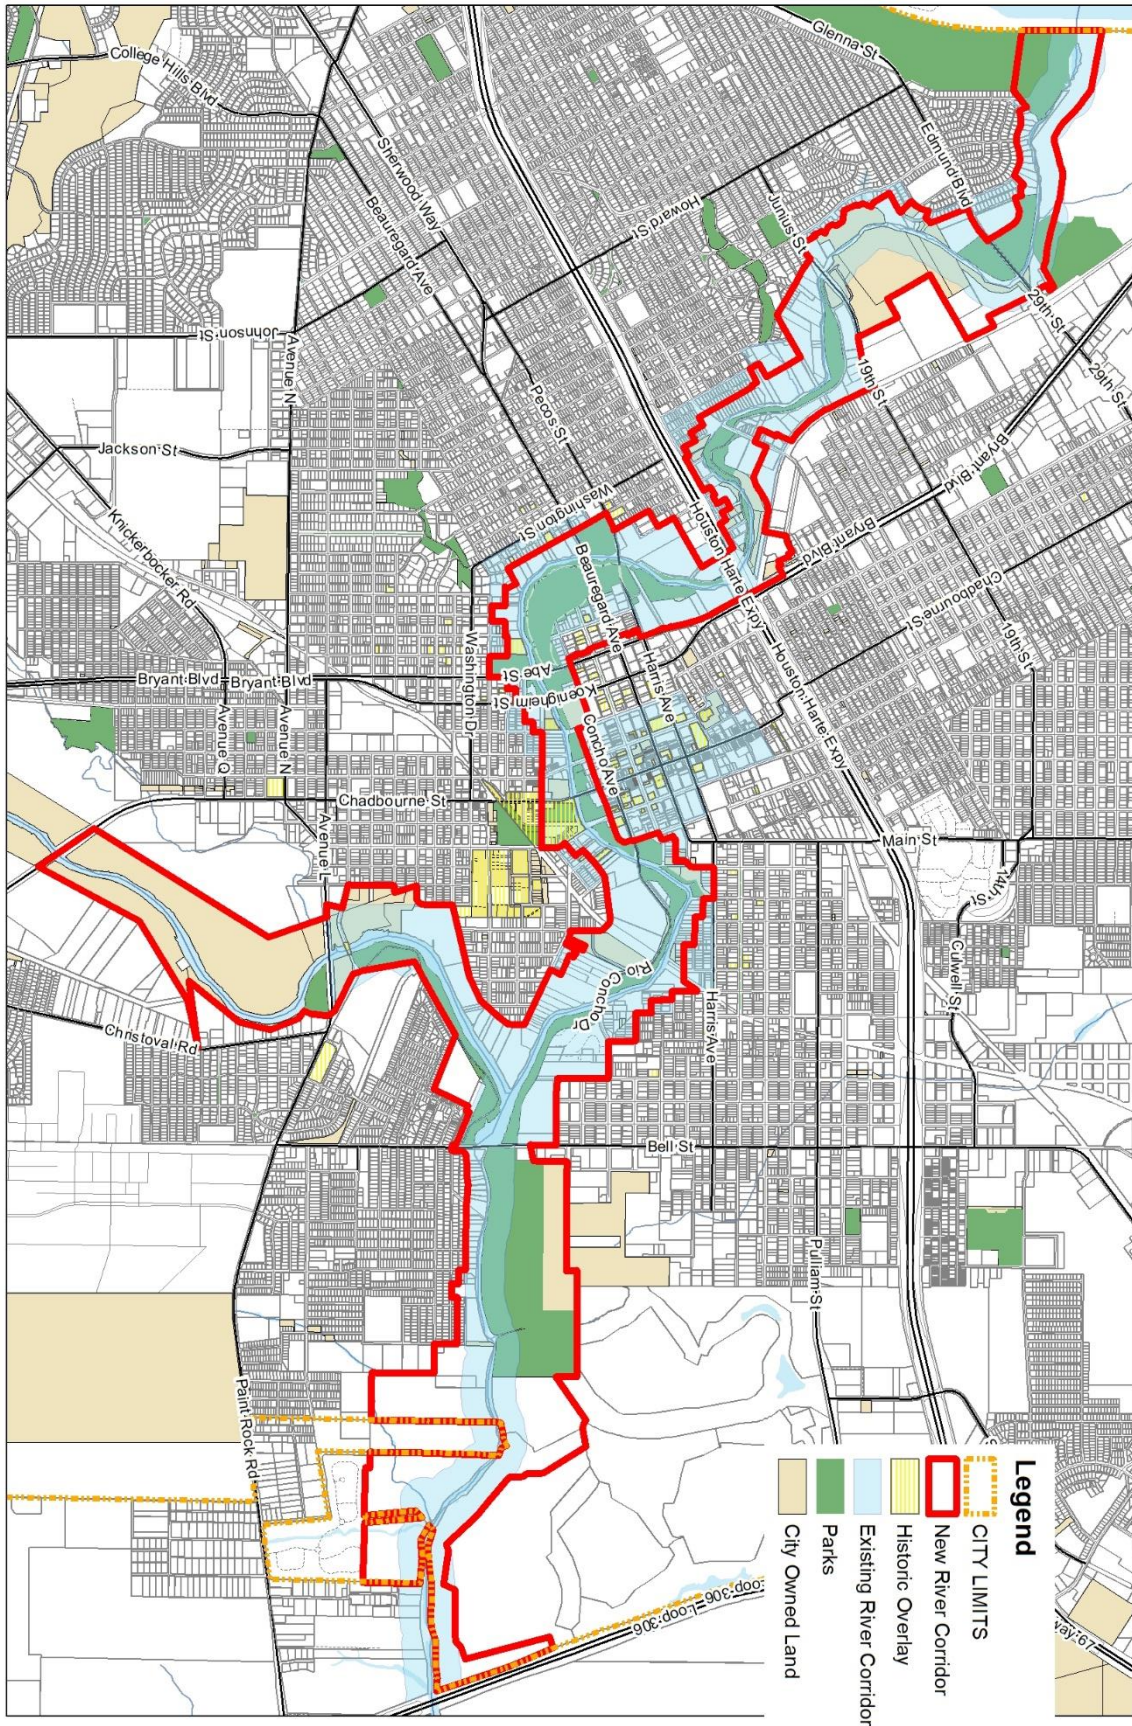 Glenna St
College Hills Blvd
Edmund Blvd
Sherwood Way
Howard St
Junius St
Beauregard Ave
29th St
29th St
Johnson St
Avenue N
19th St
Pecos St
Bryant Blvd
Jackson St
Washington St
Knickerbocker Rd
Houston Harte Expy
Bryant Blvd
Chadbourne St
Beauregard Ave
19th St
Harris Ave
Houston Harte Expy
Washington Dr
Abe St
Koenigheim St
Bryant Blvd
Bryant Blvd
Avenue Q
Avenue N
Concho Ave
Chadbourne St
Main St
14th St
Avenue L
Culwell St
Rio Concho Dr
Harris Ave
Christoval Rd
Bell St
Pulliam St
Paint Rock Rd
Loop 306
Loop 306
way 67
Legend
CITY LIMITS
New River Corridor
Historic Overlay
Existing River Corridor
Parks
City Owned Land